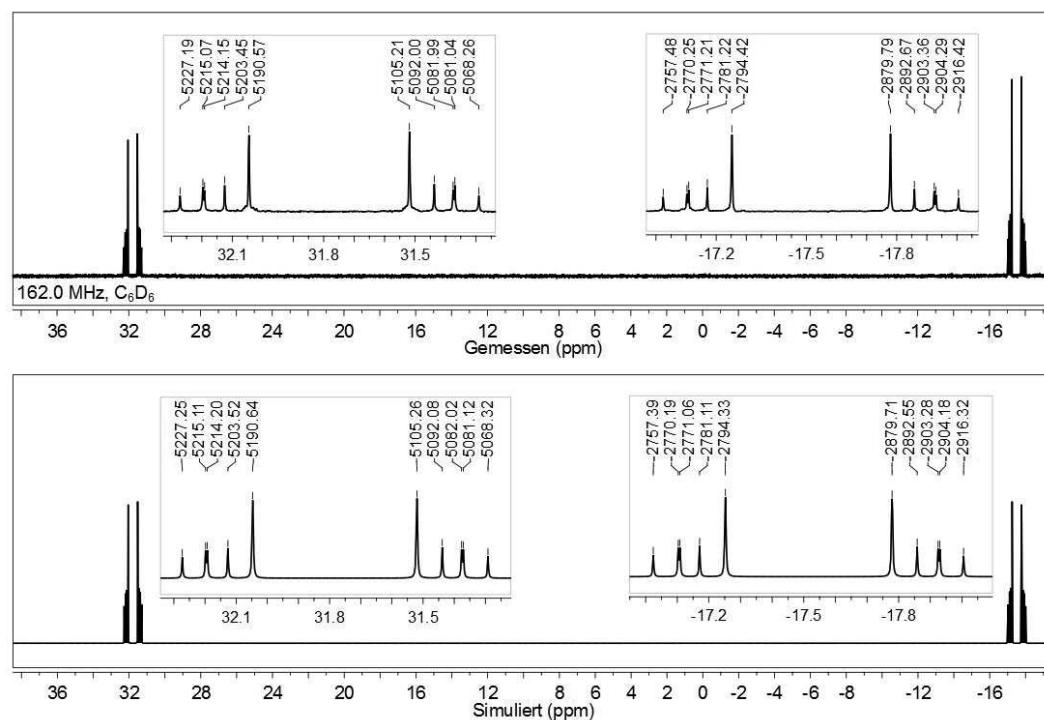 5227.19 5215.07 5214.15 5203.45 5190.57 5105.21 5092.00 5081.99 5081.04 5068.26
-2757.48 -2770.25 -2771.21 -2781.22 -2794.42 -2879.79 -2892.67 -2903.36 -2904.29 -2916.42
32.1 31.8 31.5
-17.2 -17.5 -17.8
162.0 MHz, C₆D₆
36 32 28 24 20 16 12 8 6 4 2 0 -2 -4 -6 -8 -12 -16
Gemessen (ppm)
5227.25 5215.11 5214.20 5203.52 5190.64 5105.26 5092.08 5082.02 5081.12 5068.32
-2757.39 -2770.19 -2771.06 -2781.11 -2794.33 -2879.71 -2892.55 -2903.28 -2904.18 -2916.32
32.1 31.8 31.5
-17.2 -17.5 -17.8
36 32 28 24 20 16 12 8 6 4 2 0 -2 -4 -6 -8 -12 -16
Simuliert (ppm)